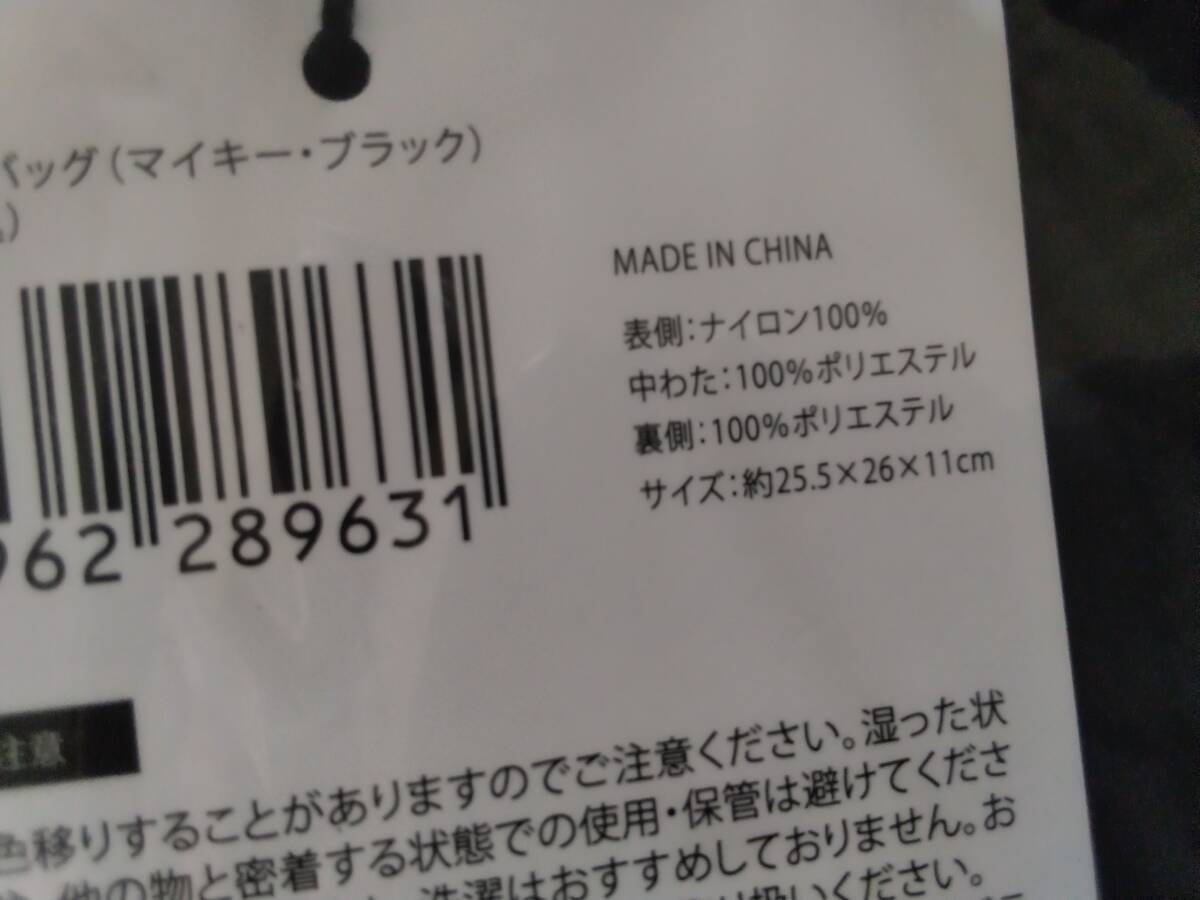 バッグ(マイキー・ブラック)
)
MADE IN CHINA
表側:ナイロン100%
中わた:100%ポリエステル
裏側:100%ポリエステル
サイズ:約25.5×26×11cm
962 289631
注意
色移りすることがありますのでご注意ください。湿った状
他の物と密着する状態での使用・保管は避けてくださ
洗濯はおすすめしておりません。お
扱いください。